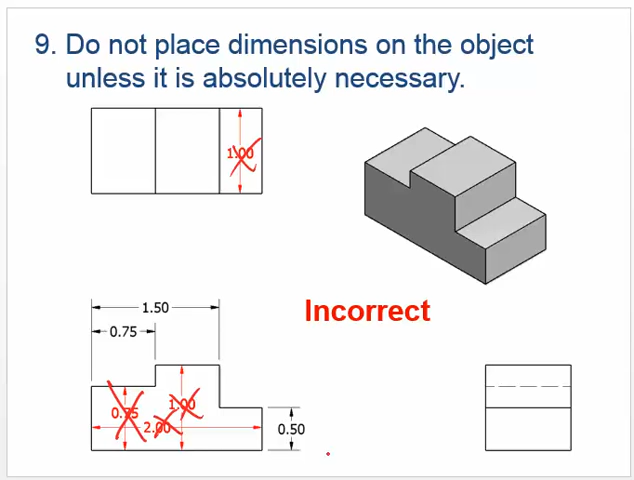 9. Do not place dimensions on the object
unless it is absolutely necessary.
1.00
1.50
Incorrect
0.75
0.75
1.00
2.00
0.50